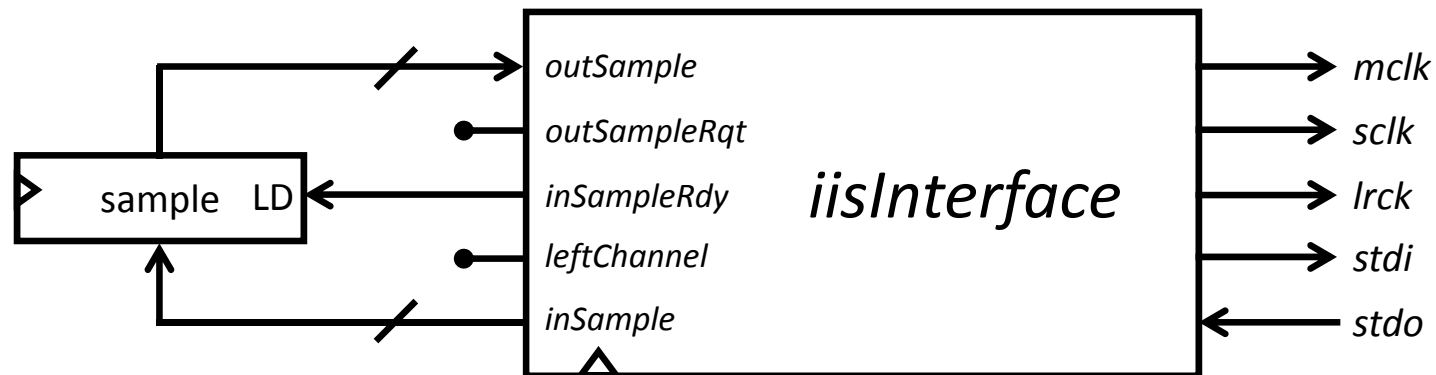 outSample
mclk
outSampleRqt
sclk
sample LD
inSampleRdy
iisInterface
lrck
leftChannel
stdi
inSample
stdo